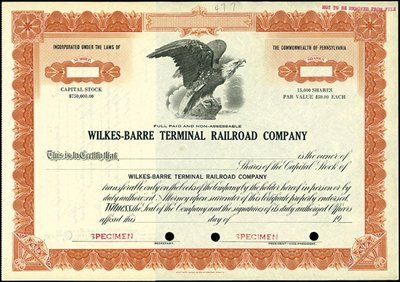 477
NOT TO BE REMOVED FROM FILE
INCORPORATED UNDER THE LAWS OF
THE COMMONWEALTH OF PENNSYLVANIA
NUMBER
SHARES
CAPITAL STOCK
$750,000.00
15,000 SHARES
PAR VALUE $50.00 EACH
FULL PAID AND NON-ASSESSABLE
WILKES-BARRE TERMINAL RAILROAD COMPANY
This is to Certify that
is the owner of
Shares of the Capital Stock of
WILKES-BARRE TERMINAL RAILROAD COMPANY
transferable only on the books of the Company by the holder hereof in person or by
duly authorized Attorney upon surrender of this Certificate properly endorsed.
Witness the Seal of the Company and the signatures of its duly authorized Officers
affixed this day of 19
SPECIMEN
SPECIMEN
SECRETARY.
PRESIDENT-VICE-PRESIDENT.